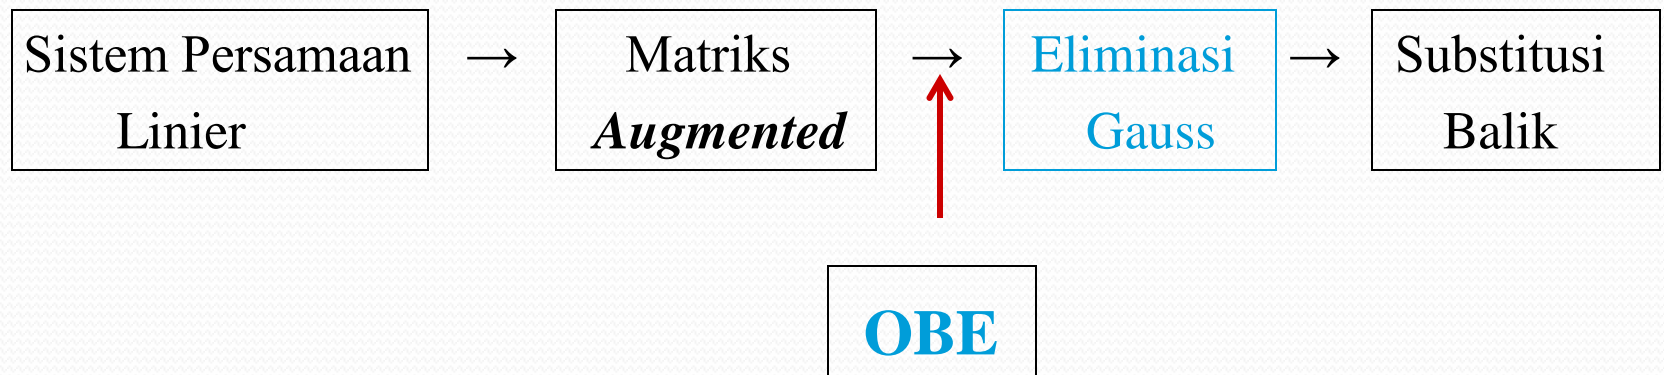 Sistem Persamaan Linier → Matriks Augmented → Eliminasi Gauss → Substitusi Balik
OBE